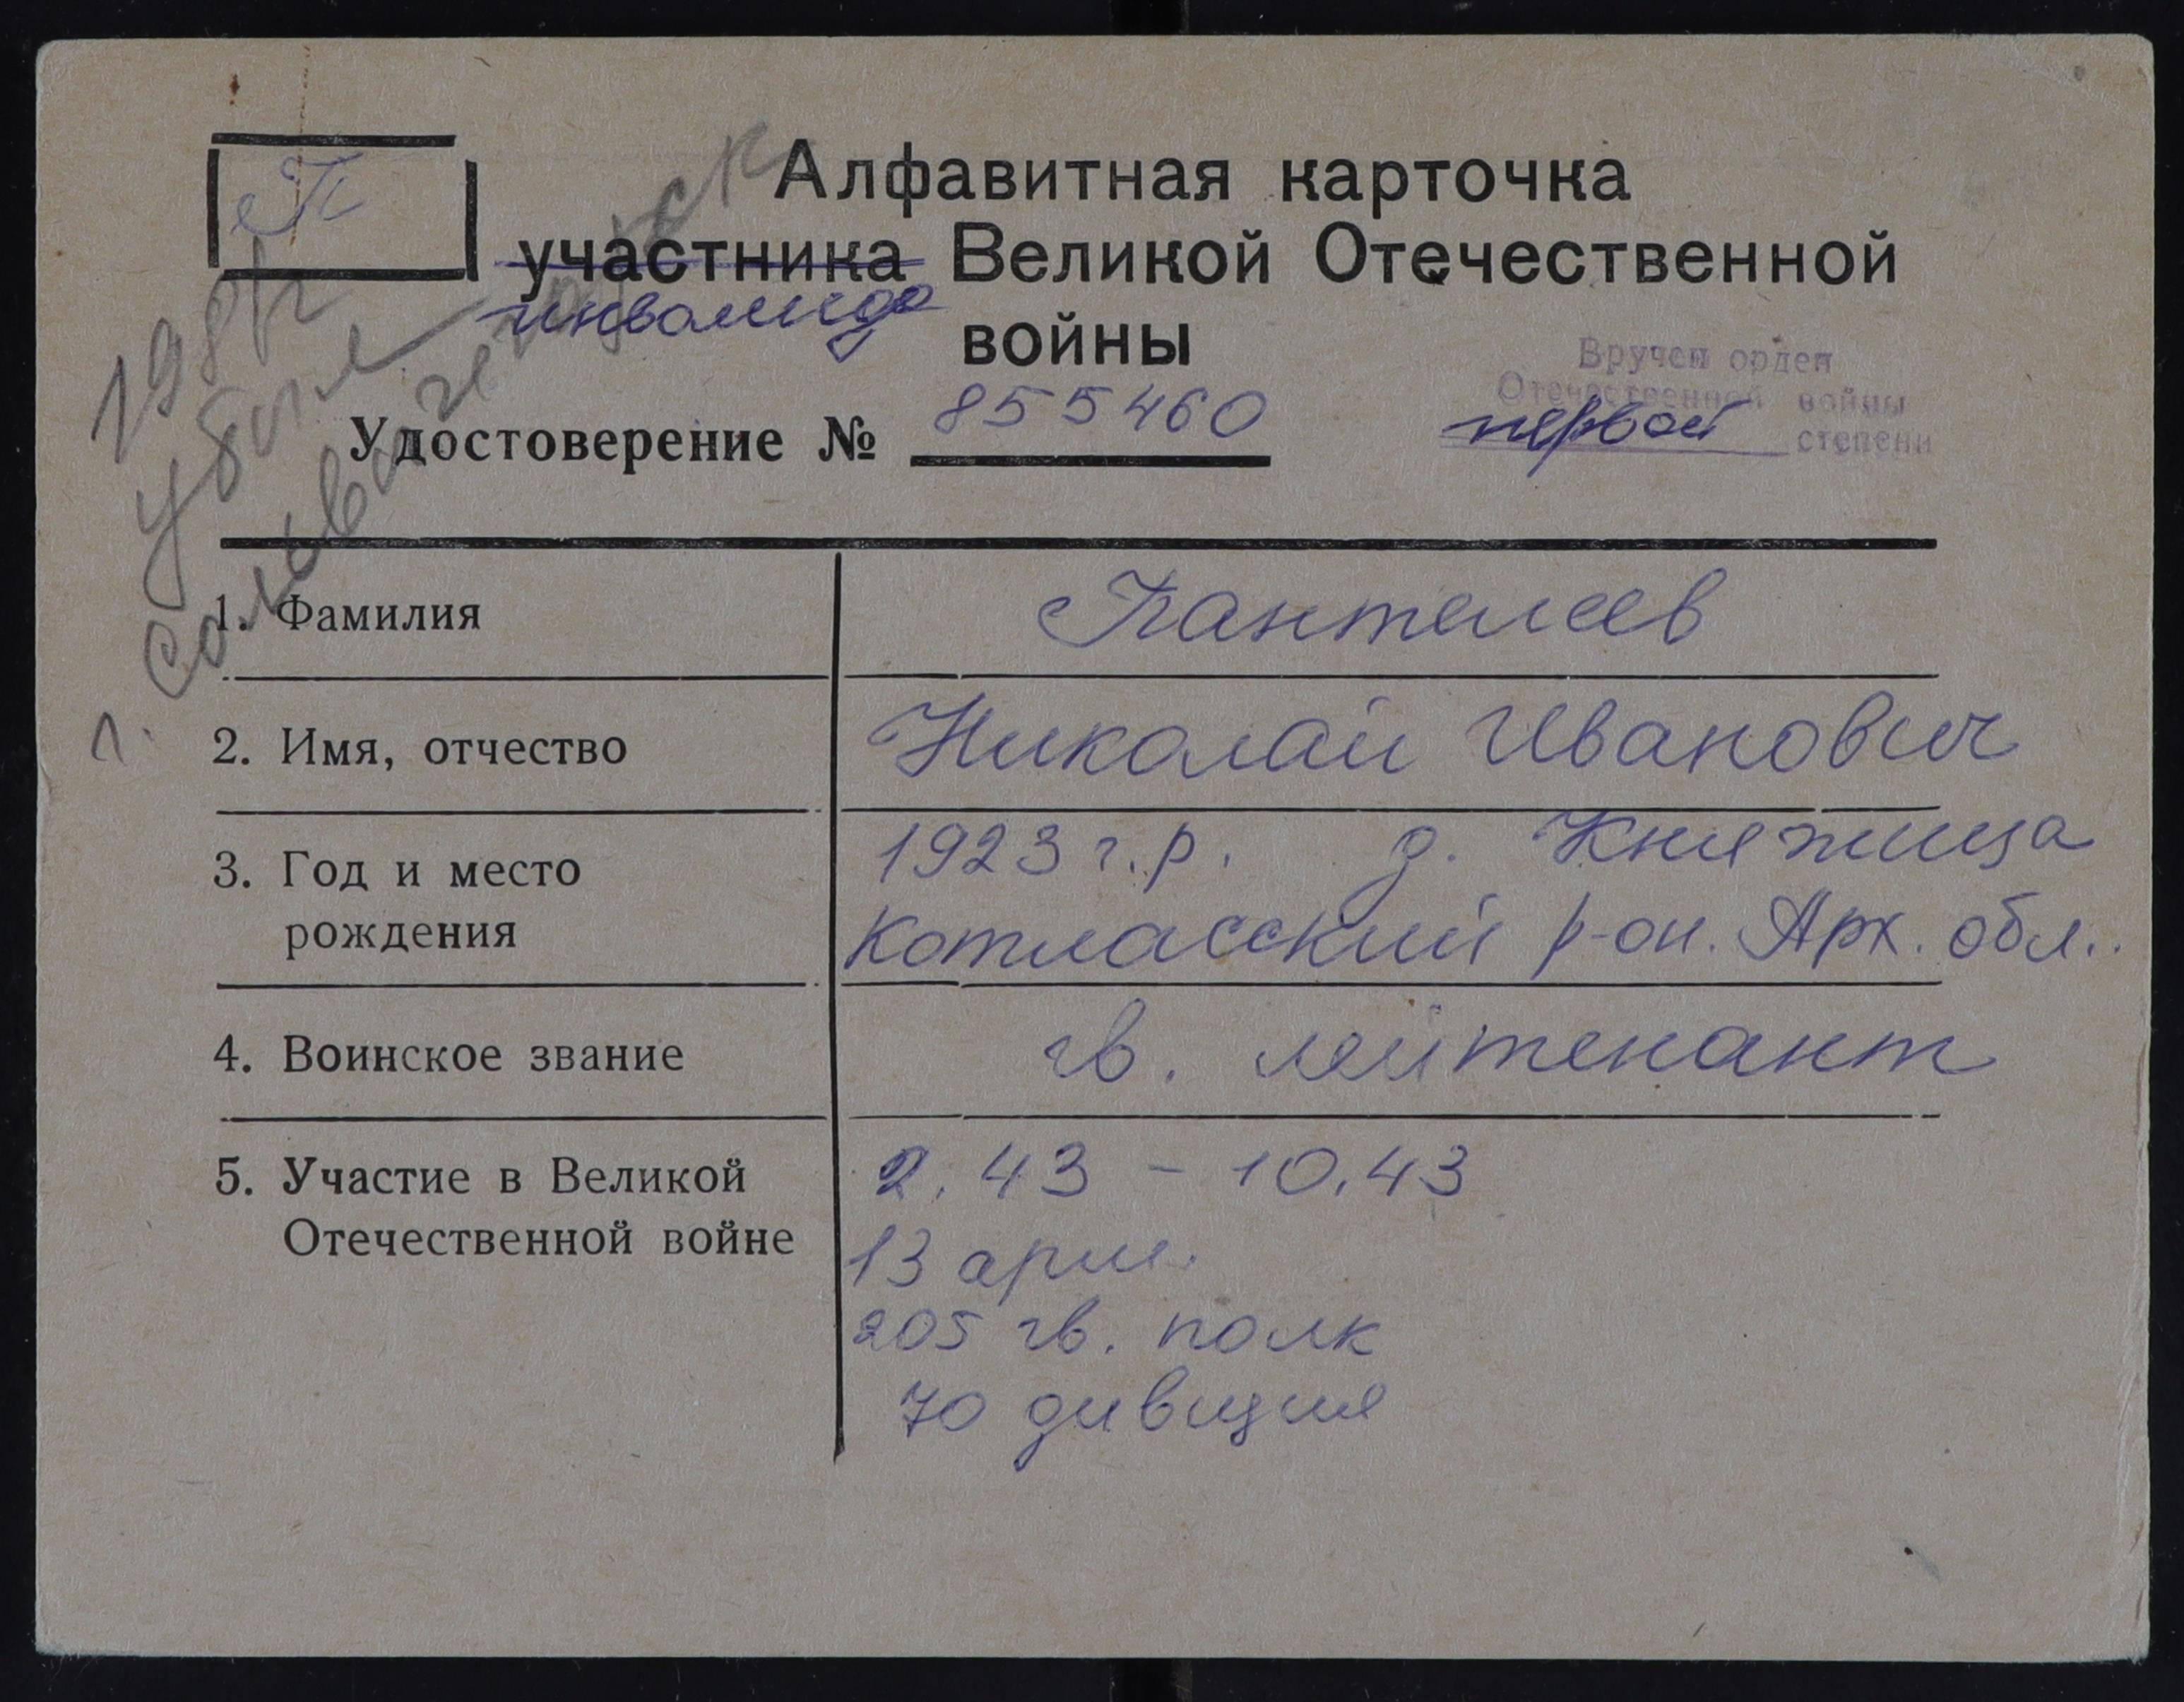 П
Алфавитная карточка
участника Великой Отечественной
инвалида
войны
Вручен орден
Отечественной войны
первой степени
Удостоверение № 855460
убыл
г. Сольвычегодск
1. Фамилия Пантелеев
2. Имя, отчество Николай Иванович
3. Год и место 1923 г.р. д. Княжица
рождения Котласский р-он. Арх. обл.
4. Воинское звание гв. лейтенант
5. Участие в Великой 2.43 - 10.43
Отечественной войне 13 арм.
205 гв. полк
70 дивизия